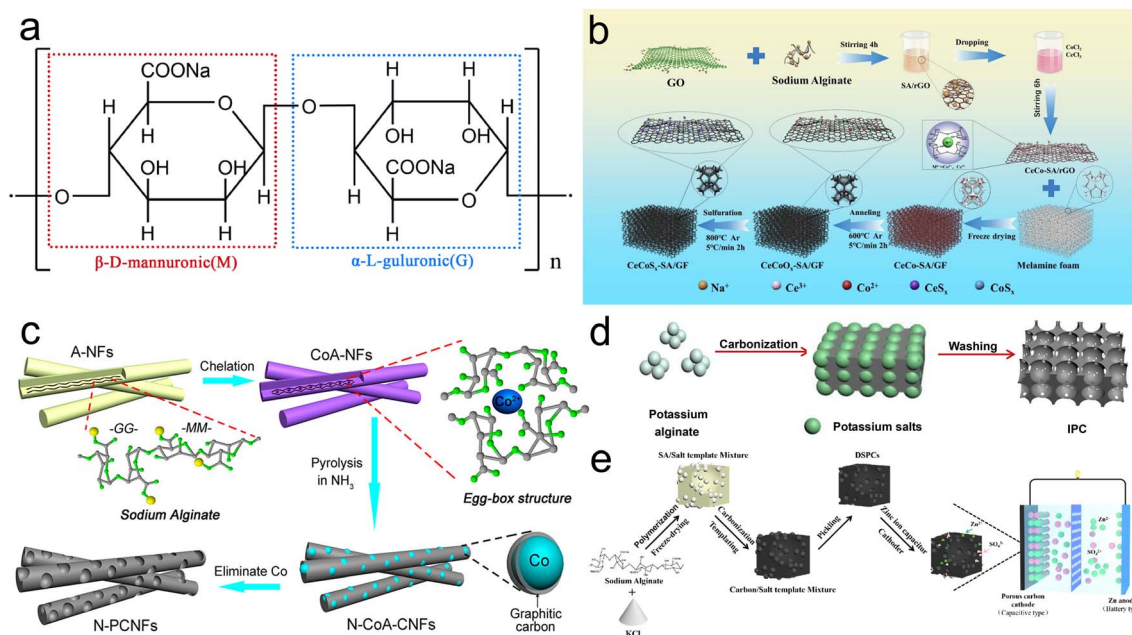 a
COONa
O
H
H
H
OH
OH
H
H
O
O
O
H
H
OH
OH
COONa
H
H
O
n
β-D-mannuronic(M)
α-L-guluronic(G)
b
GO
Sodium Alginate
Stirring 4h
SA/rGO
Dropping
CoCl₂
CeCl₃
Stirring 6h
CeCo-SA/rGO
Melamine foam
Freeze drying
CeCo-SA/GF
Anneling
600°C Ar
5°C/min 2h
CeCoOₓ-SA/GF
Sulfuration
800°C Ar
5°C/min 2h
CeCoSₓ-SA/GF
Na⁺
Ce³⁺
Co²⁺
CeSₓ
CoSₓ
c
A-NFs
Chelation
CoA-NFs
-GG-
-MM-
Sodium Alginate
Co²⁺
Egg-box structure
Pyrolysis
in NH₃
Co
Graphitic
carbon
N-CoA-CNFs
Eliminate Co
N-PCNFs
d
Potassium
alginate
Carbonization
Potassium salts
Washing
IPC
e
Sodium Alginate
+
KCl
Polymerization
Freeze-drying
SA/Salt template Mixture
Carbonization
Templating
Carbon/Salt template Mixture
Pickling
DSPCs
Zinc ion capacitor
Cathoder
Zn²⁺
SO₄²⁻
Zn²⁺
SO₄²⁻
Porous carbon
cathode
(Capacitive type)
Zn anode
(Battery ty